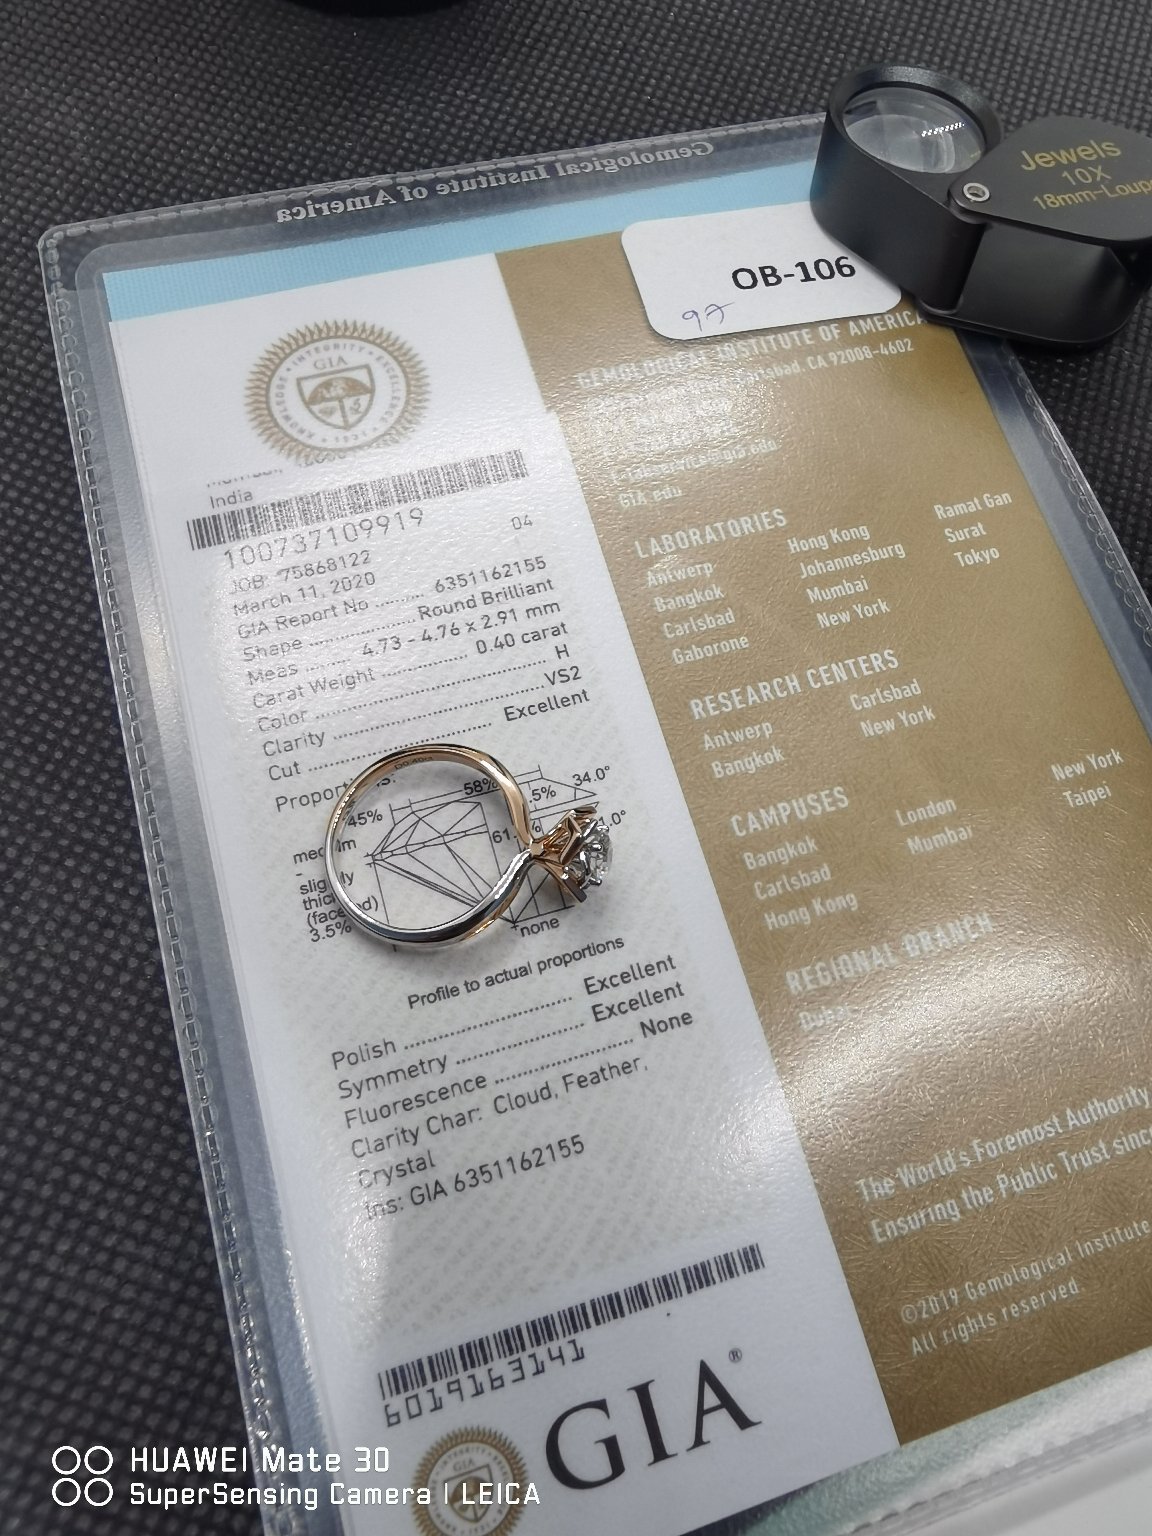 Gemological Institute of America
Jewels
10X
18mm-Loupe
OB-106
97
INTEGRITY
EXCELLENCE
KNOWLEDGE
GIA
1931
India
100737109919
04
JOB: 75868122
March 11, 2020
GIA Report No .......... 6351162155
Shape .................... Round Brilliant
Meas ........ 4.73 - 4.76 x 2.91 mm
Carat Weight ................ 0.40 carat
Color ........................................ H
Clarity ................................... VS2
Cut ................................ Excellent
58%
34.0°
45%
3.5%
none
Profile to actual proportions
Polish ........................... Excellent
Symmetry ..................... Excellent
Fluorescence ...................... None
Clarity Char: Cloud, Feather,
Crystal
Ins: GIA 6351162155
6019163141
GIA®
GEMOLOGICAL INSTITUTE OF AMERICA
Carlsbad, CA 92008-4602
GIA.edu
LABORATORIES
Antwerp
Bangkok
Carlsbad
Gaborone
Hong Kong
Johannesburg
Mumbai
New York
Ramat Gan
Surat
Tokyo
RESEARCH CENTERS
Antwerp
Bangkok
Carlsbad
New York
CAMPUSES
Bangkok
Carlsbad
Hong Kong
London
Mumbai
New York
Taipei
REGIONAL BRANCH
Dubai
The World's Foremost Authority
Ensuring the Public Trust since
©2019 Gemological Institute
All rights reserved.
HUAWEI Mate 30
SuperSensing Camera | LEICA